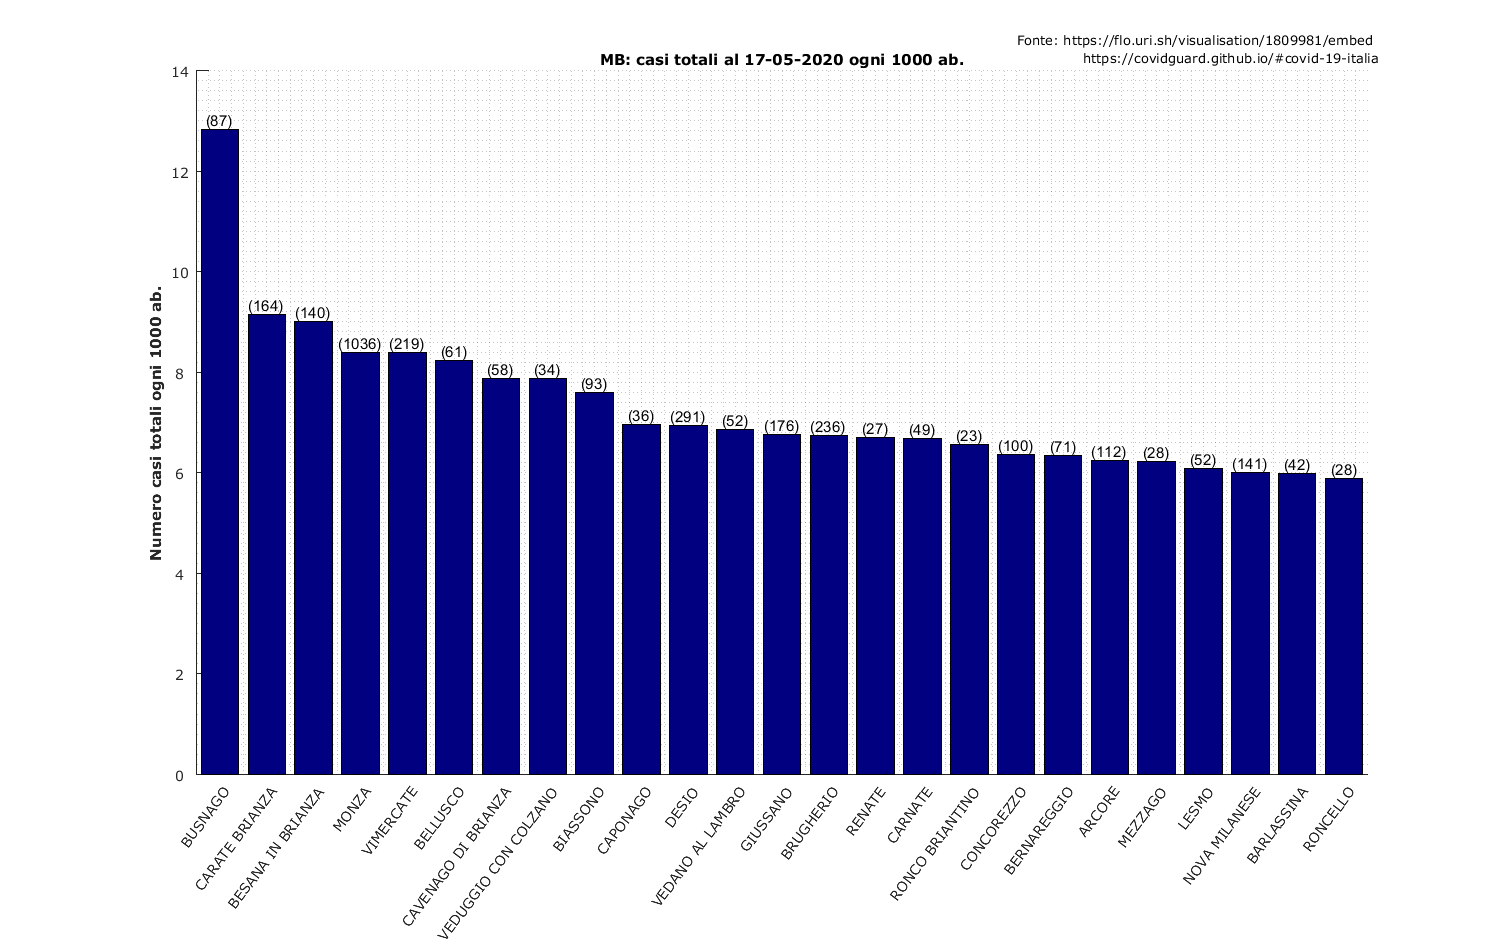 Fonte: https://flo.uri.sh/visualisation/1809981/embed
https://covidguard.github.io/#covid-19-italia
MB: casi totali al 17-05-2020 ogni 1000 ab.
Numero casi totali ogni 1000 ab.
14
12
10
8
6
4
2
0
(87)
(164)
(140)
(1036)
(219)
(61)
(58)
(34)
(93)
(36)
(291)
(52)
(176)
(236)
(27)
(49)
(23)
(100)
(71)
(112)
(28)
(52)
(141)
(42)
(28)
BUSNAGO
CARATE BRIANZA
BESANA IN BRIANZA
MONZA
VIMERCATE
BELLUSCO
CAVENAGO DI BRIANZA
VEDUGGIO CON COLZANO
BIASSONO
CAPONAGO
DESIO
VEDANO AL LAMBRO
GIUSSANO
BRUGHERIO
RENATE
CARNATE
RONCO BRIANTINO
CONCOREZZO
BERNAREGGIO
ARCORE
MEZZAGO
LESMO
NOVA MILANESE
BARLASSINA
RONCELLO